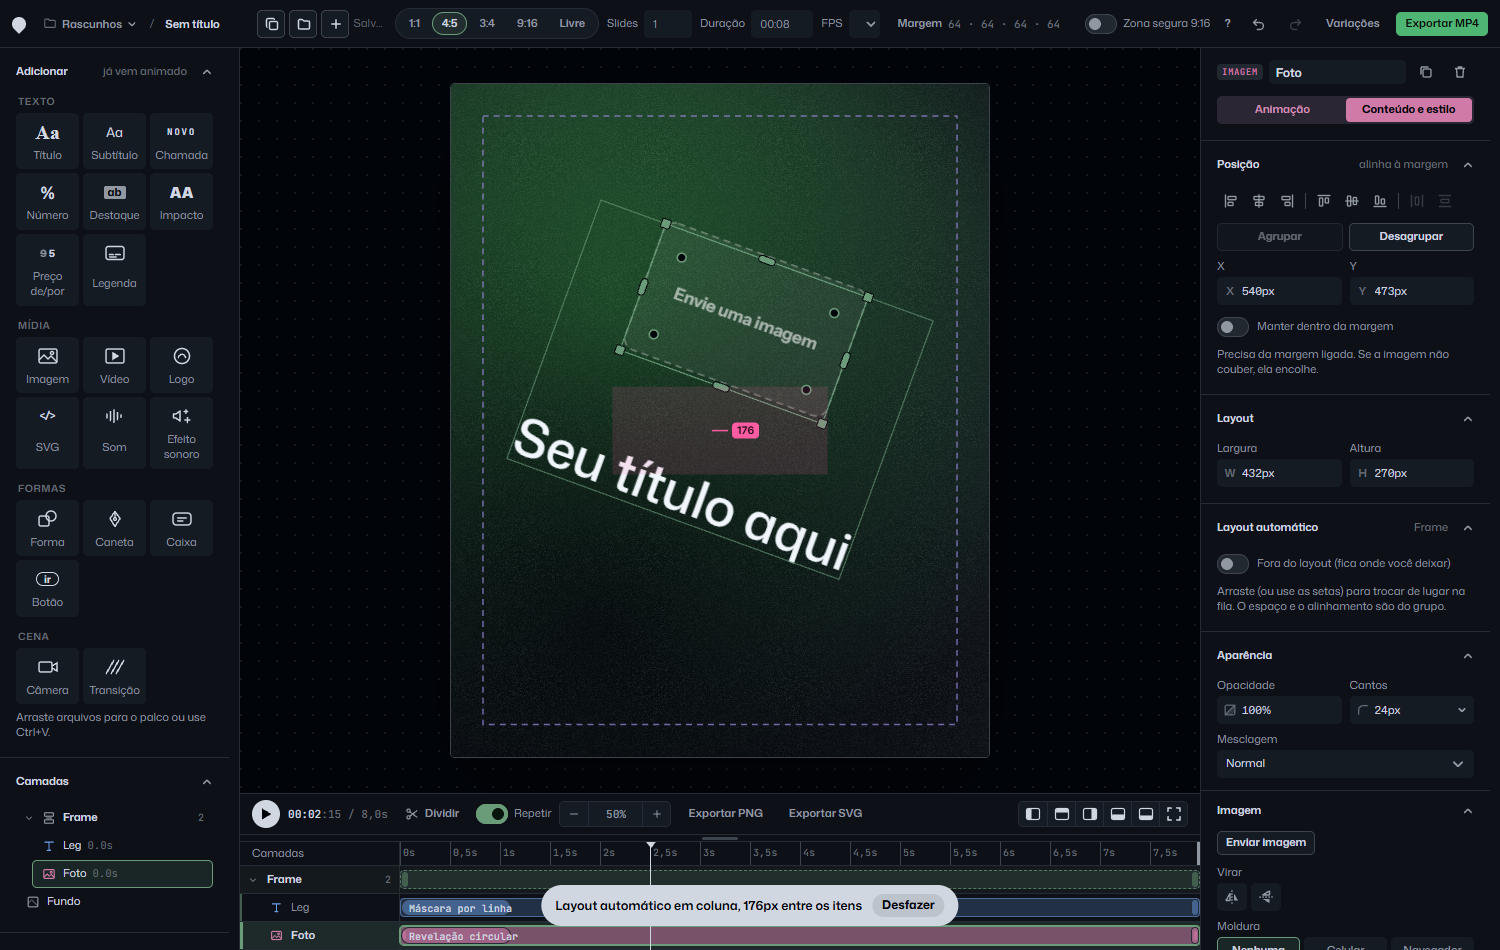 Rascunhos / Sem título
Salv...
1:1 4:5 3:4 9:16 Livre
Slides 1
Duração 00:08
FPS
Margem 64 · 64 · 64 · 64
Zona segura 9:16 ?
Variações
Exportar MP4
Adicionar já vem animado
TEXTO
Aa Aa NOVO
Título Subtítulo Chamada
% ab AA
Número Destaque Impacto
95
Preço de/por
Legenda
MÍDIA
Imagem Vídeo Logo
</>
SVG Som Efeito sonoro
FORMAS
Forma Caneta Caixa
ir
Botão
CENA
Câmera Transição
Arraste arquivos para o palco ou use
Ctrl+V.
Camadas
Frame 2
Leg 0.0s
Foto 0.0s
Fundo
Envie uma imagem
176
Seu título aqui
00:02:15 / 8,0s
Dividir
Repetir
− 50% +
Exportar PNG
Exportar SVG
Camadas
0s 0,5s 1s 1,5s 2s 2,5s 3s 3,5s 4s 4,5s 5s 5,5s 6s 6,5s 7s 7,5s
Frame 2
Leg
Máscara por linha
Foto
Revelação circular
Layout automático em coluna, 176px entre os itens Desfazer
IMAGEM Foto
Animação Conteúdo e estilo
Posição alinha à margem
Agrupar Desagrupar
X Y
X 540px Y 473px
Manter dentro da margem
Precisa da margem ligada. Se a imagem não
couber, ela encolhe.
Layout
Largura Altura
W 432px H 270px
Layout automático Frame
Fora do layout (fica onde você deixar)
Arraste (ou use as setas) para trocar de lugar na
fila. O espaço e o alinhamento são do grupo.
Aparência
Opacidade Cantos
100% 24px
Mesclagem
Normal
Imagem
Enviar Imagem
Virar
Moldura
Nenhuma Celular Navegador